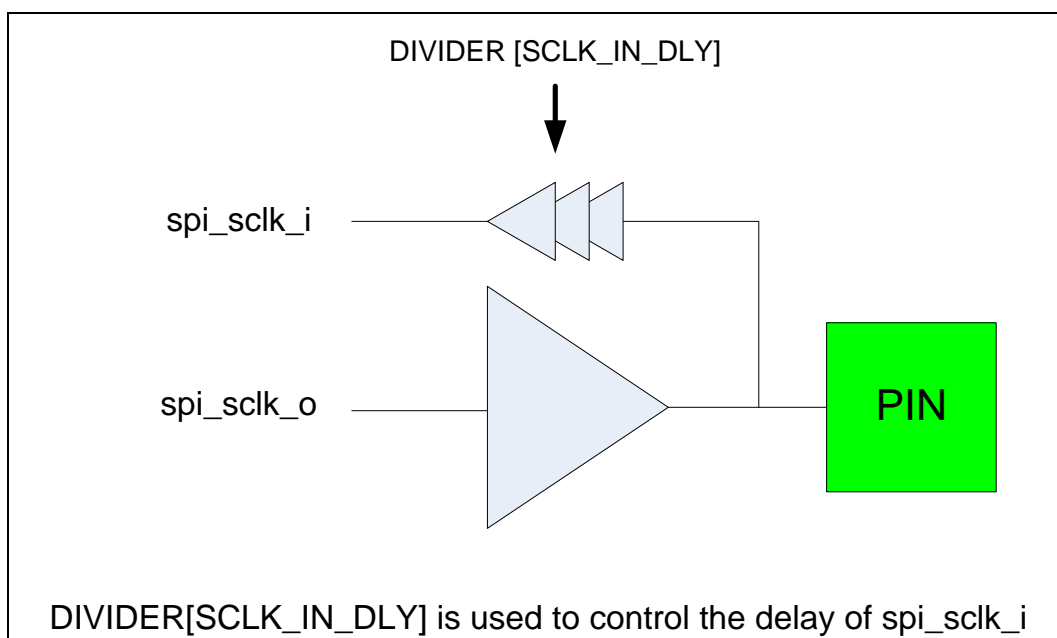 DIVIDER [SCLK_IN_DLY]
spi_sclk_i
spi_sclk_o
PIN
DIVIDER[SCLK_IN_DLY] is used to control the delay of spi_sclk_i